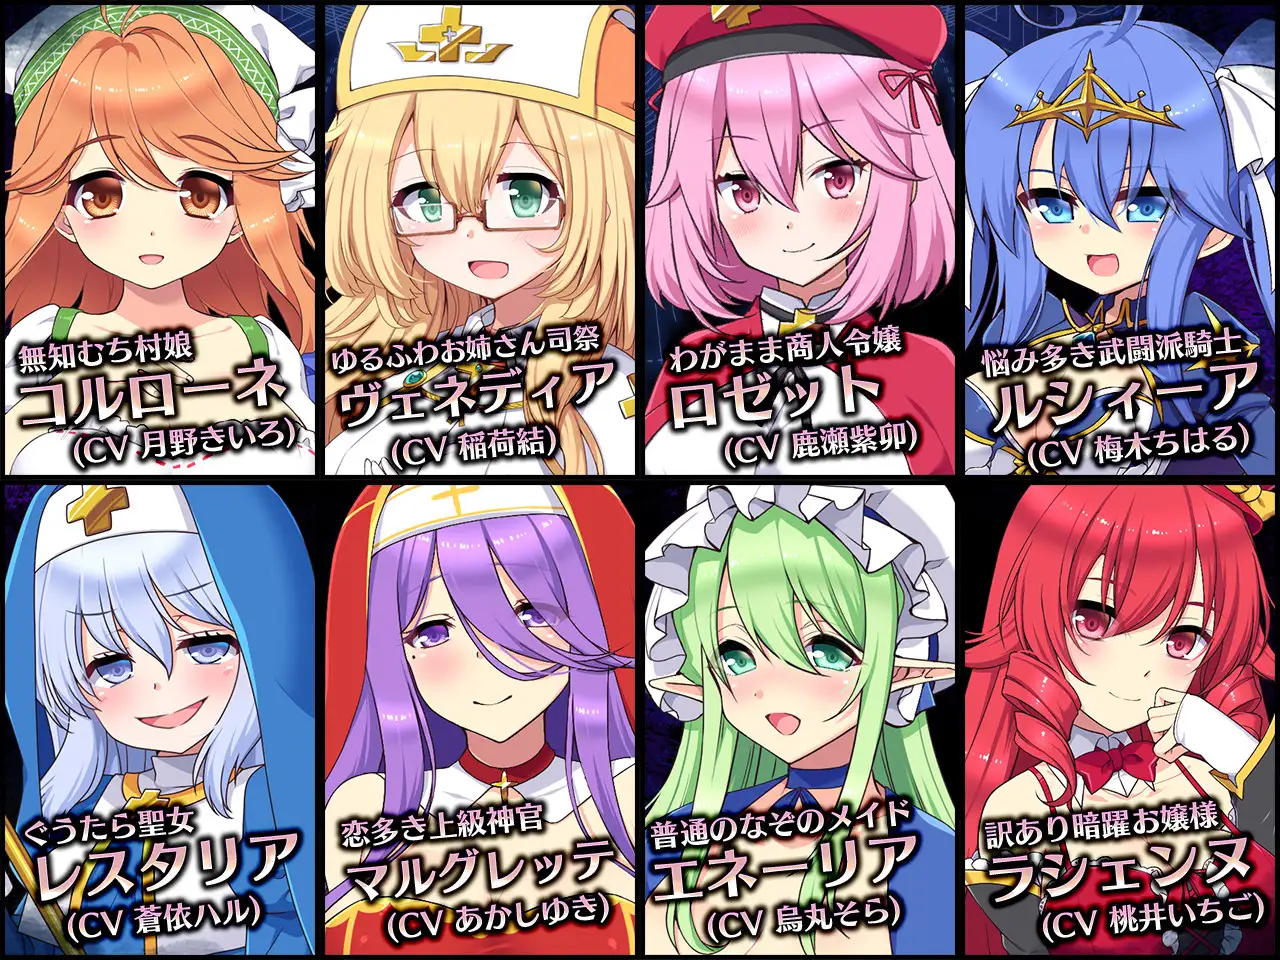 無知むち村娘
コルローネ
(CV 月野きいろ)
ゆるふわお姉さん司祭
ヴェネディア
(CV 稲荷結)
わがまま商人令嬢
ロゼット
(CV 鹿瀬紫卯)
悩み多き武闘派騎士
ルシィーア
(CV 梅木ちはる)
ぐうたら聖女
レスタリア
(CV 蒼依ハル)
恋多き上級神官
マルグレッテ
(CV あかしゆき)
普通のなぞのメイド
エネーリア
(CV 烏丸そら)
訳あり暗躍お嬢様
ラシェンヌ
(CV 桃井いちご)